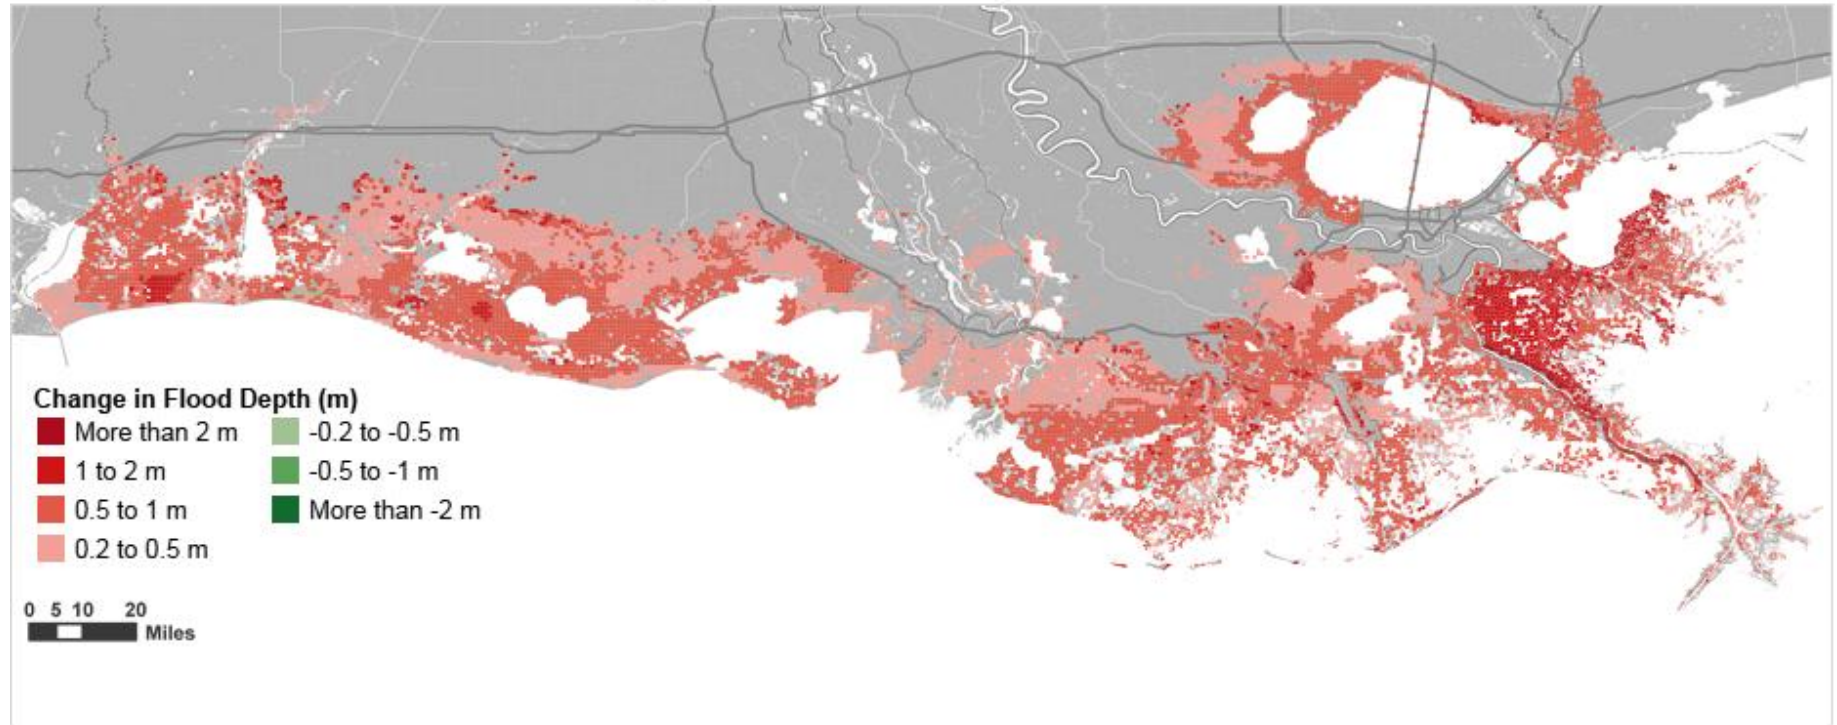 Change in Flood Depth (m)
More than 2 m
1 to 2 m
0.5 to 1 m
0.2 to 0.5 m
-0.2 to -0.5 m
-0.5 to -1 m
More than -2 m
0 5 10 20
Miles